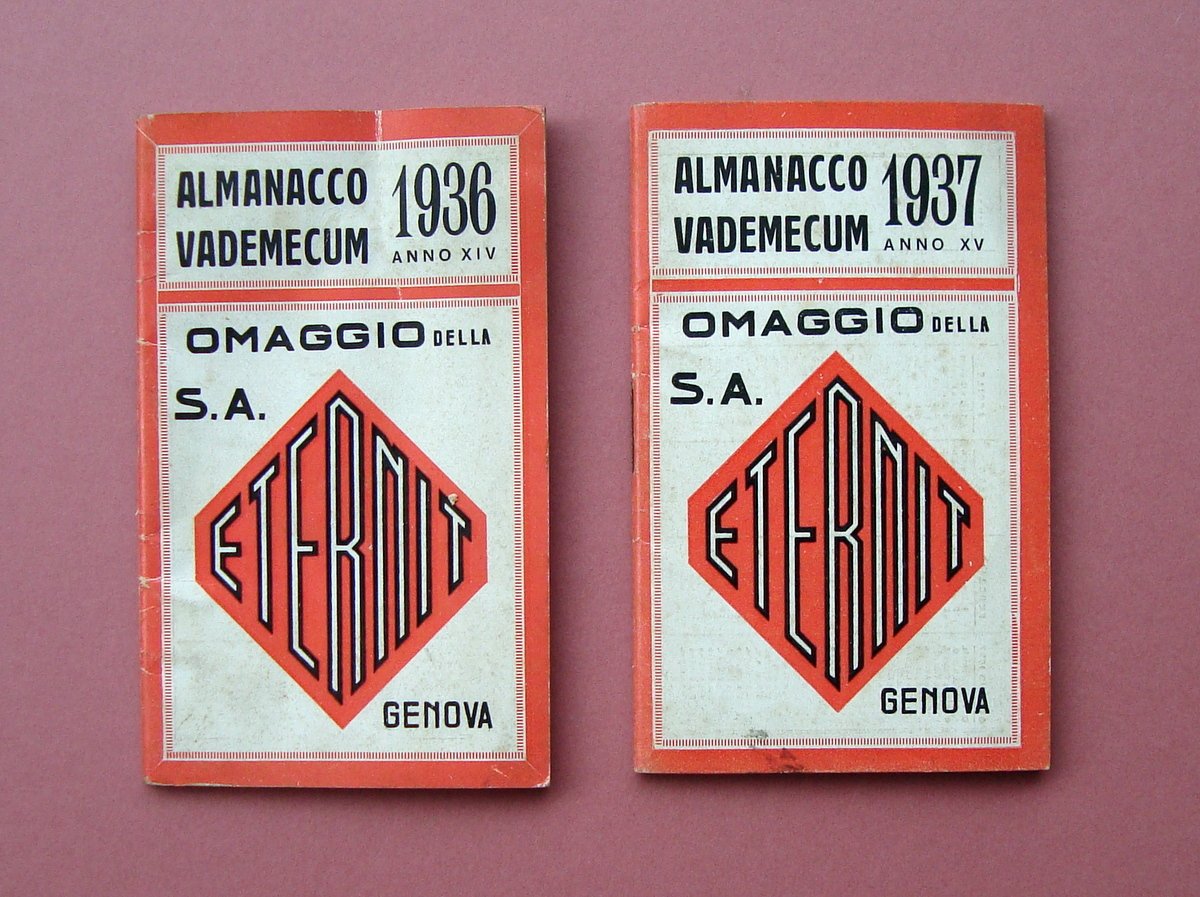 ALMANACCO
VADEMECUM
1936
ANNO XIV
OMAGGIO DELLA
S.A.
ETERNIT
GENOVA
ALMANACCO
VADEMECUM
1937
ANNO XV
OMAGGIO DELLA
S.A.
ETERNIT
GENOVA